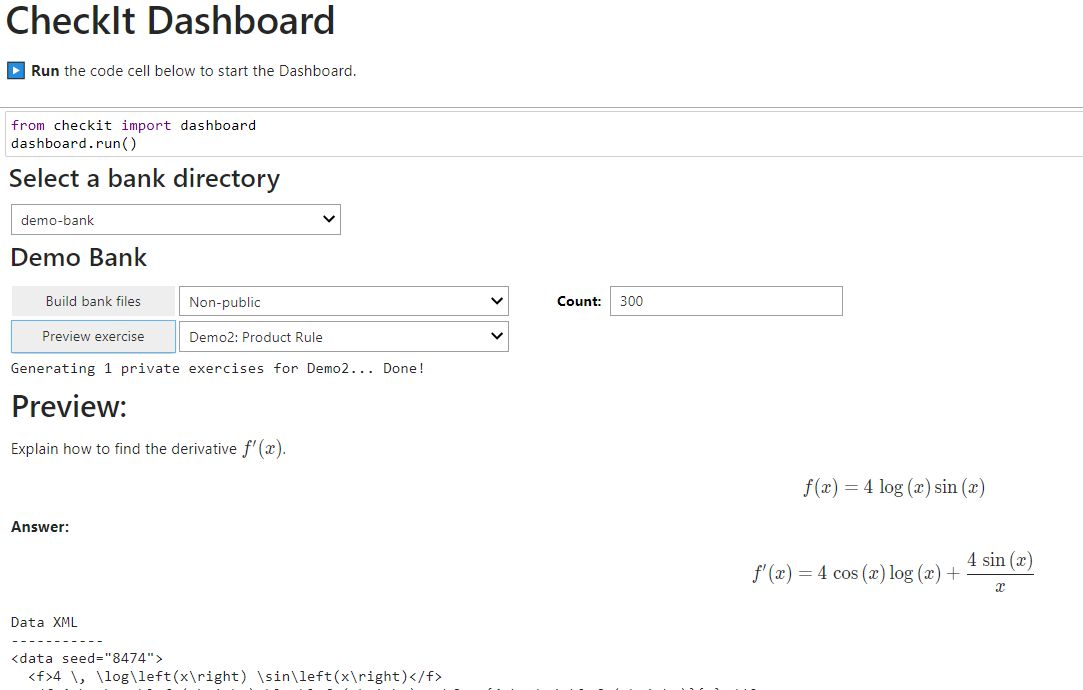 CheckIt Dashboard
Run the code cell below to start the Dashboard.
from checkit import dashboard
dashboard.run()
Select a bank directory
demo-bank
Demo Bank
Build bank files Non-public Count: 300
Preview exercise Demo2: Product Rule
Generating 1 private exercises for Demo2... Done!
Preview:
Explain how to find the derivative f′(x).
f(x) = 4 log (x) sin (x)
Answer:
f′(x) = 4 cos (x) log (x) + 4 sin (x) / x
Data XML
-----------
<data seed="8474">
<f>4 \, \log\left(x\right) \sin\left(x\right)</f>